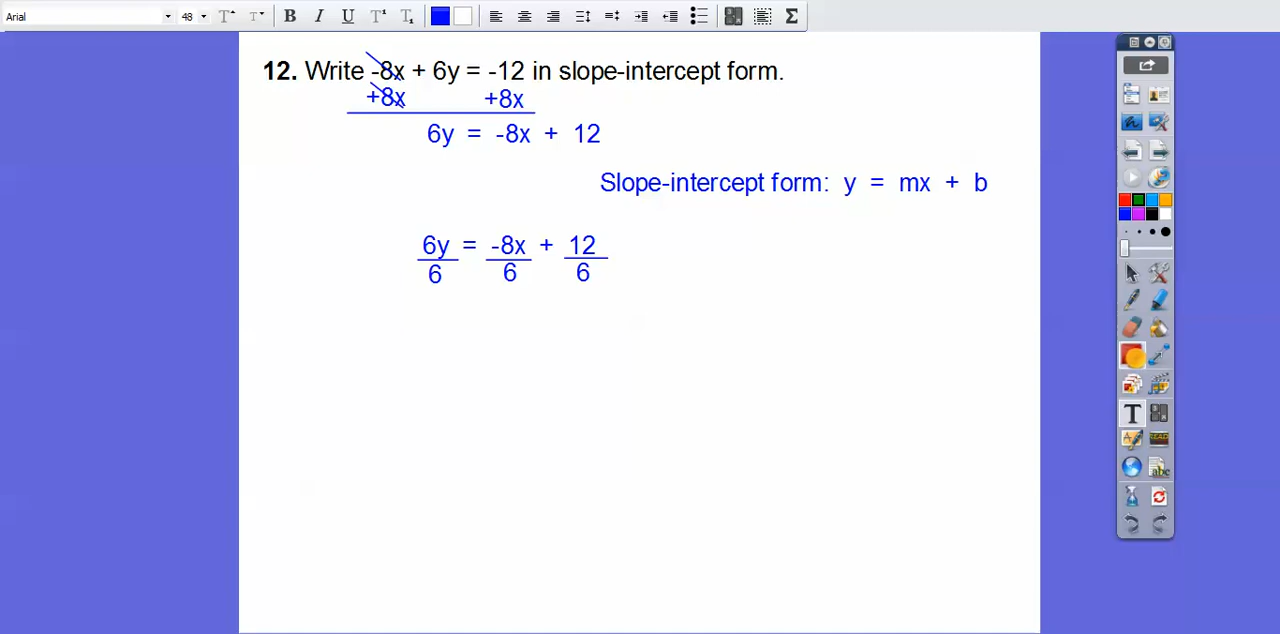 Arial 48 B I U T T
12. Write -8x + 6y = -12 in slope-intercept form.
+8x +8x
6y = -8x + 12
Slope-intercept form: y = mx + b
6y = -8x + 12
6 6 6